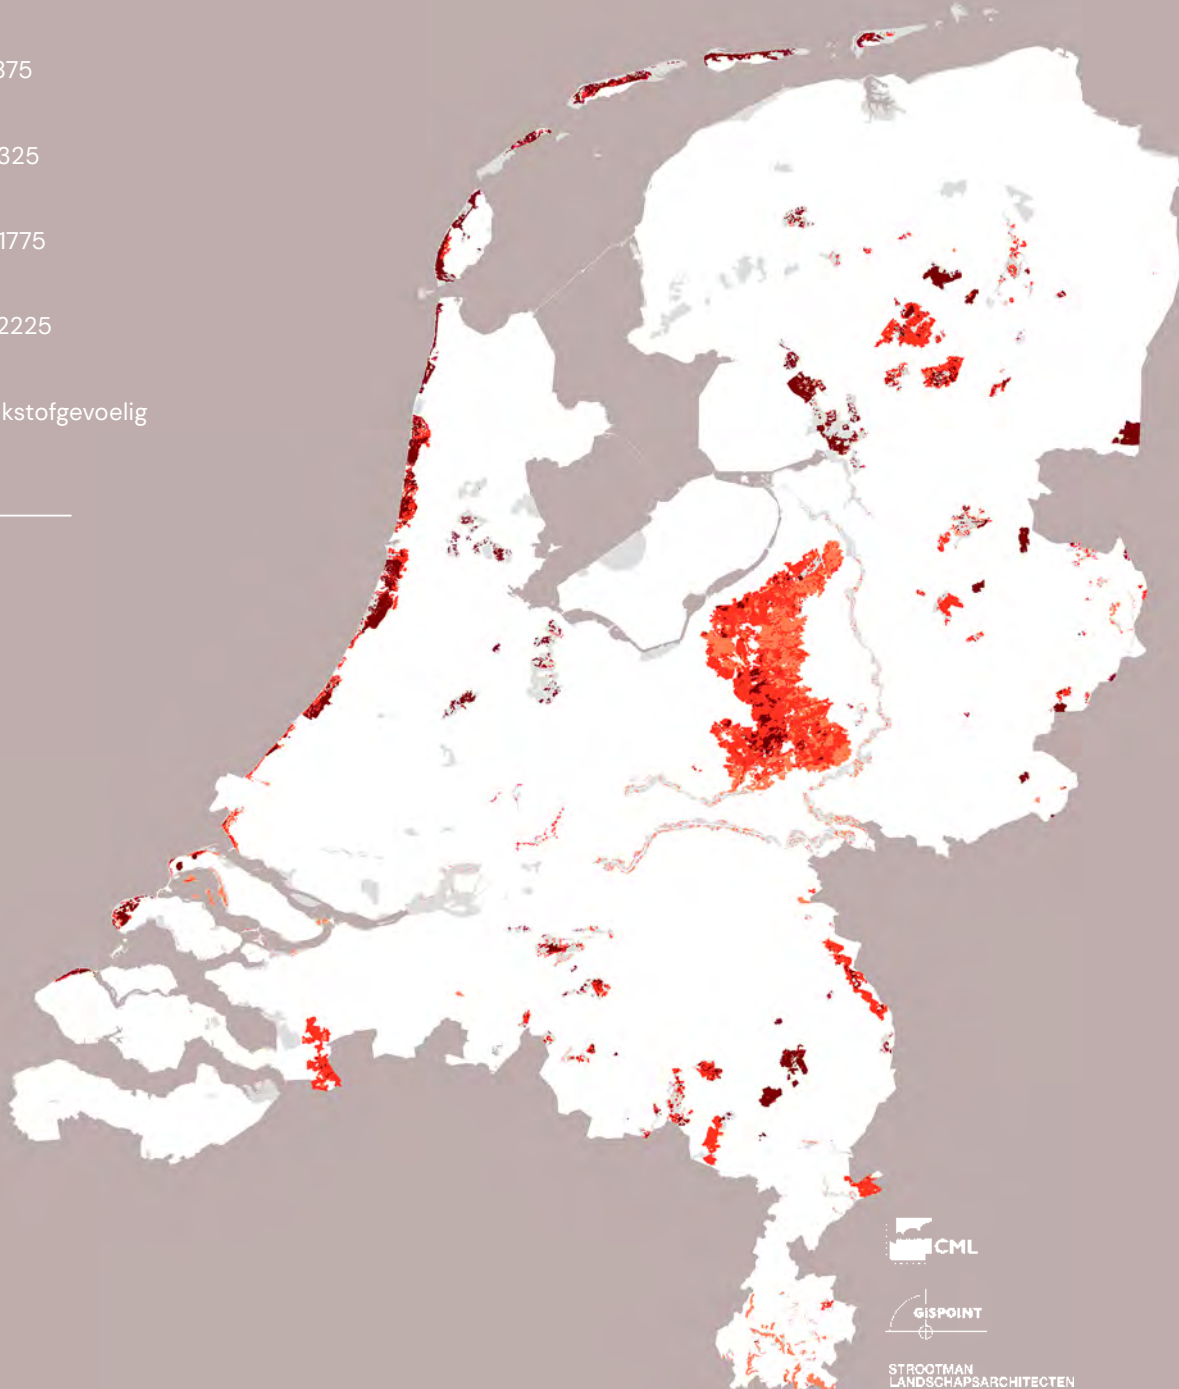 375
325
1775
2225
kstofgevoelig
CML
GISPOINT
STROOTMAN
LANDSCHAPSARCHITECTEN